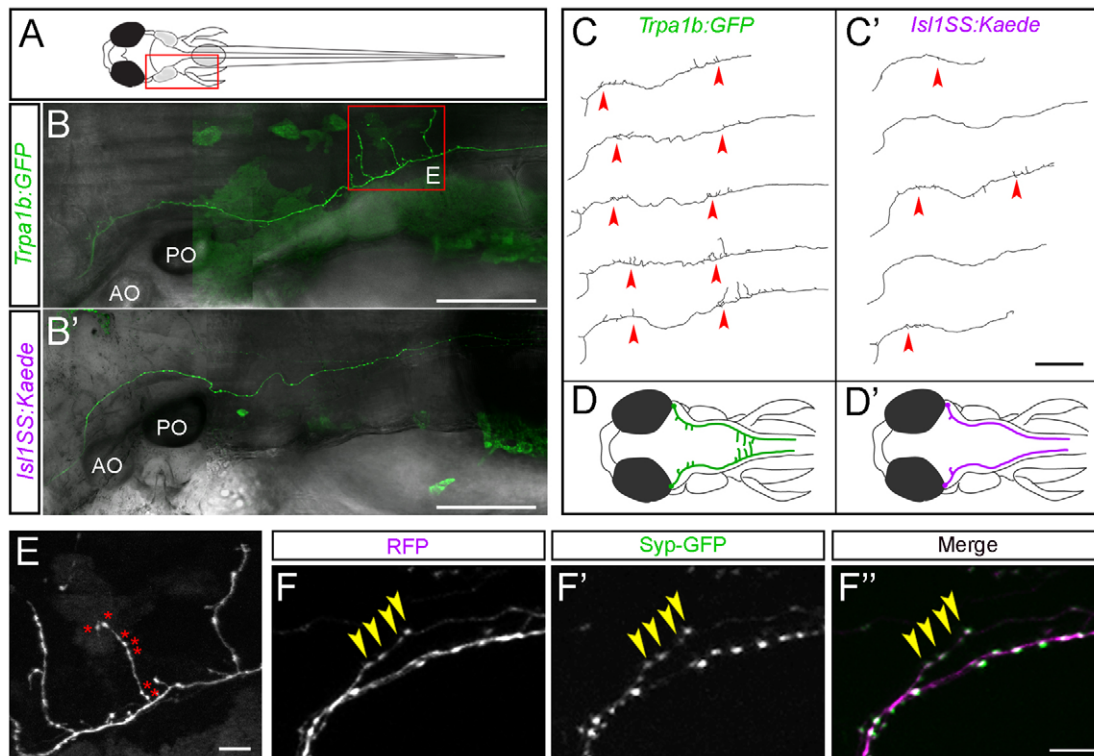 A
B
Trpa1b:GFP
E
PO
AO
B'
Isl1SS:Kaede
PO
AO
C
Trpa1b:GFP
C'
Isl1SS:Kaede
D
D'
E
* * * * * * *
RFP
F
Syp-GFP
F'
Merge
F''